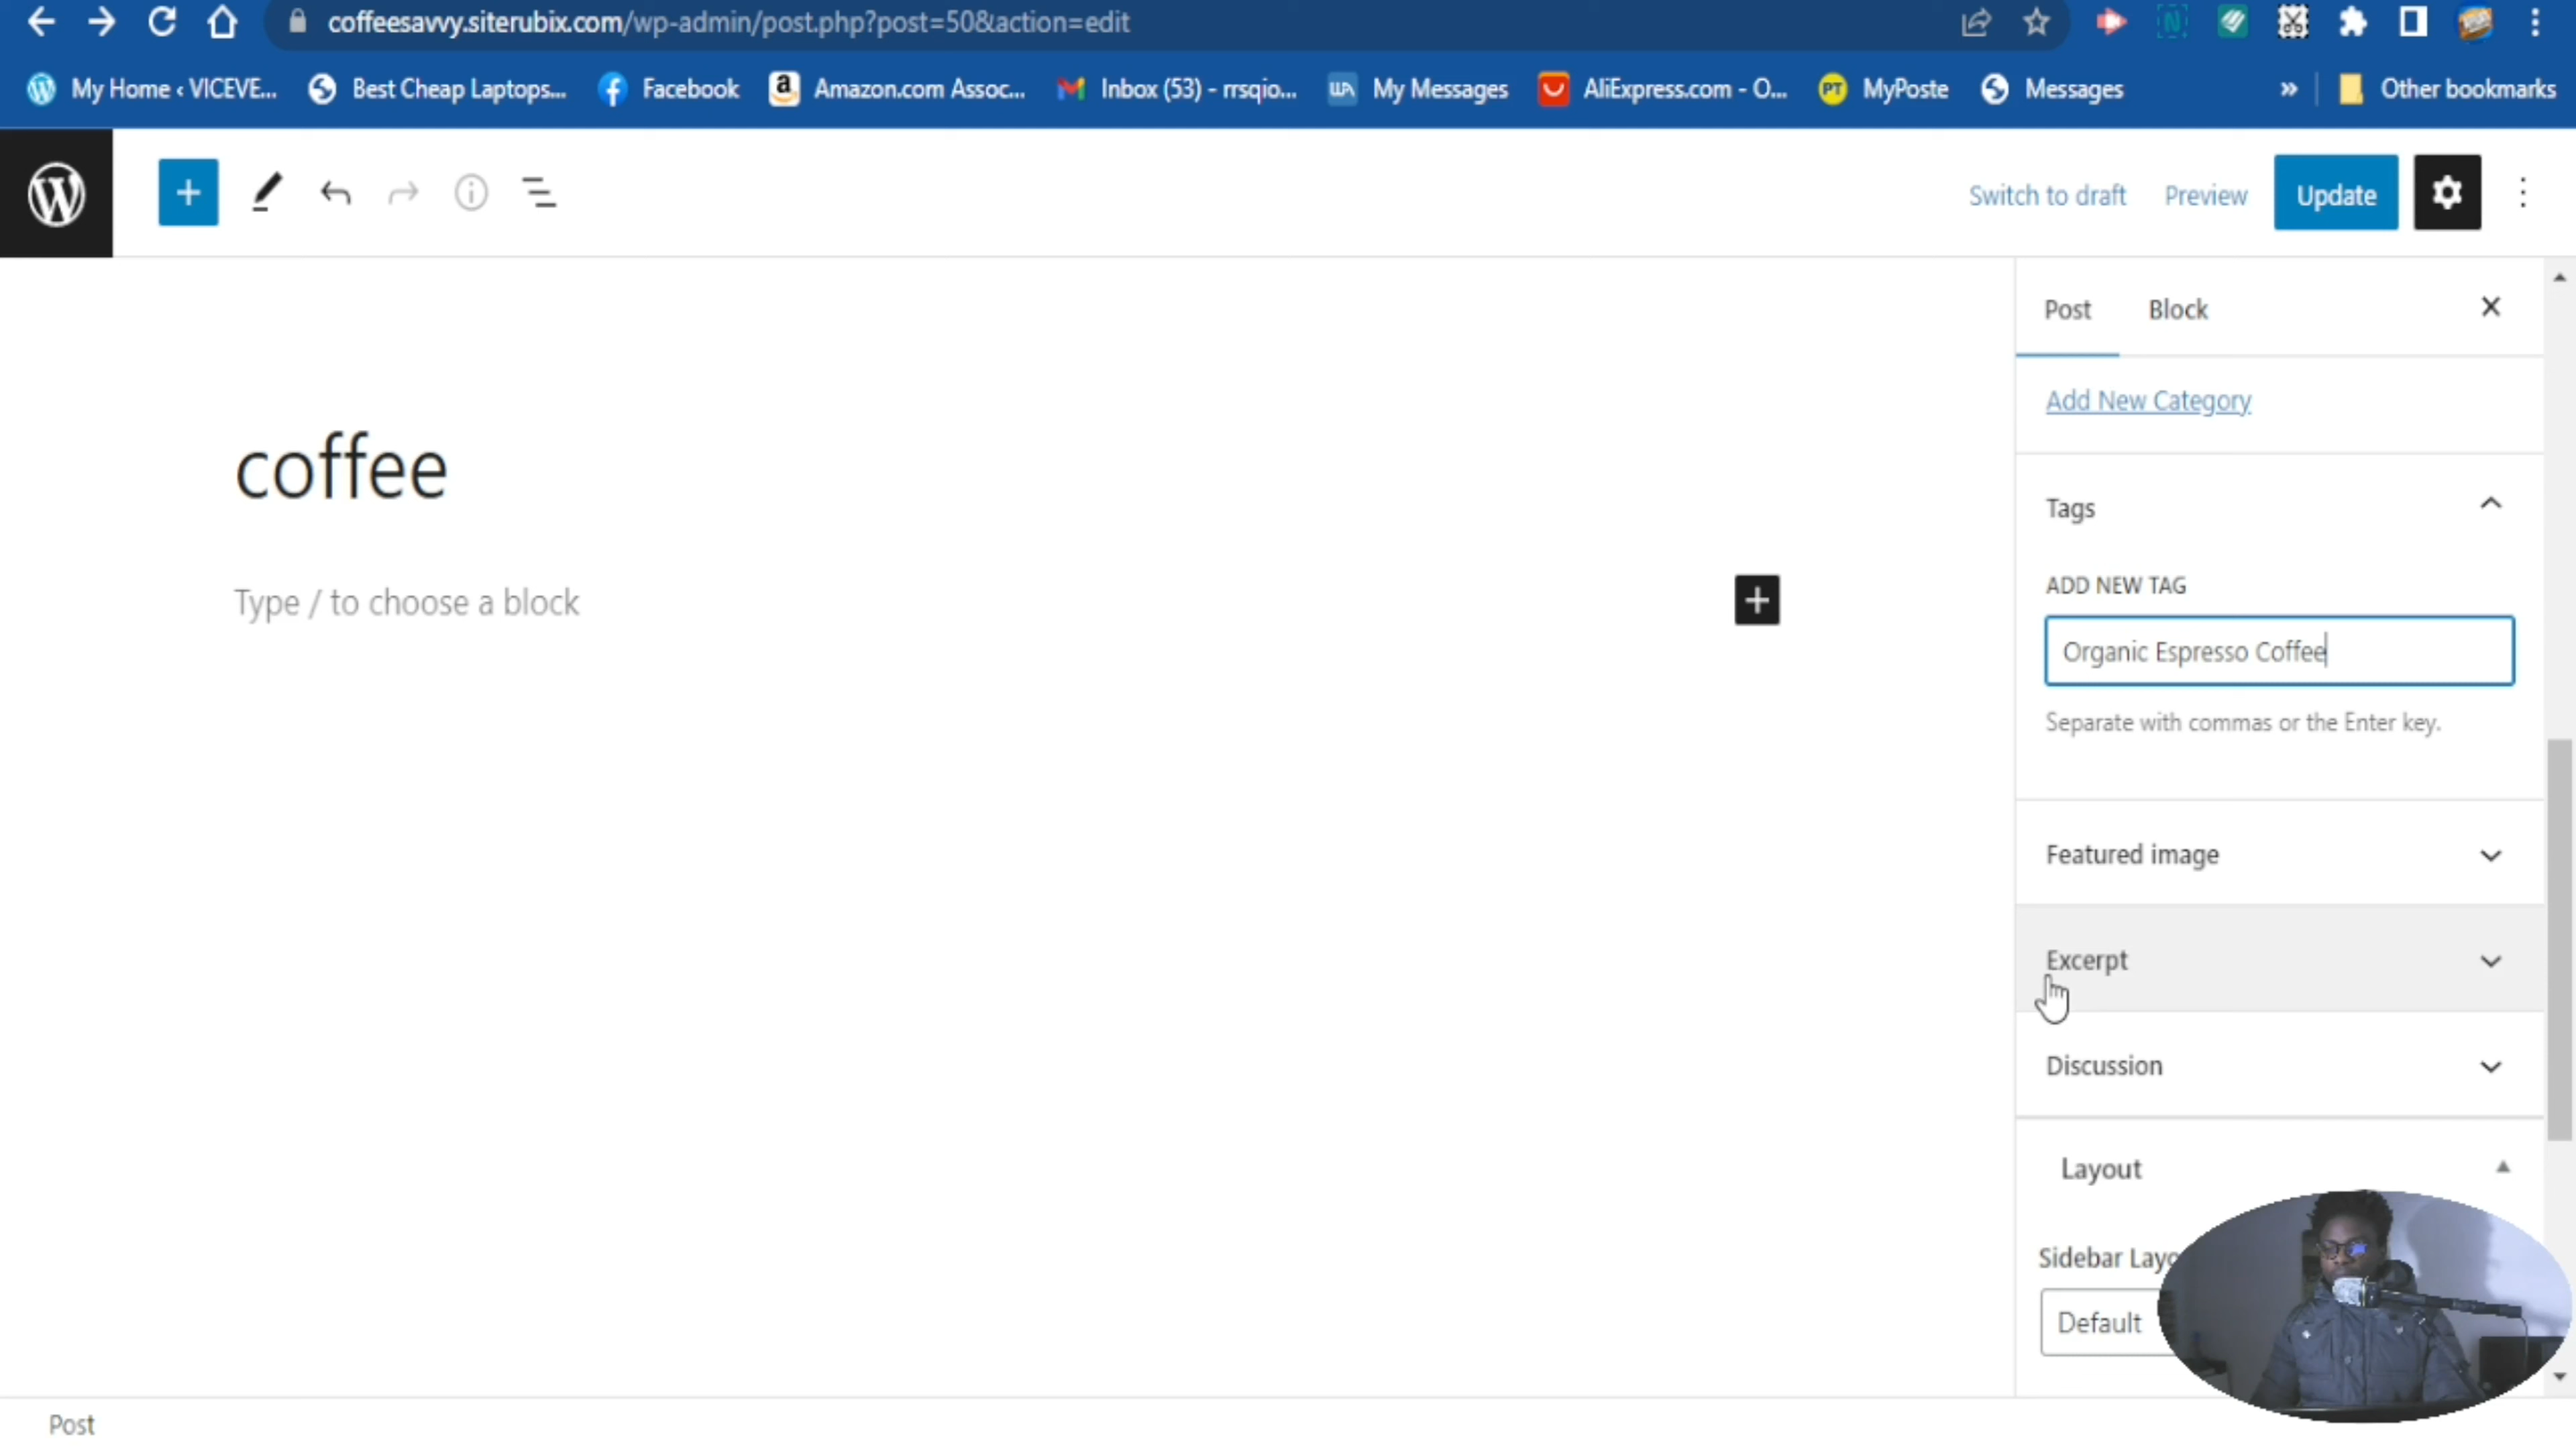 coffeesavvy.siterubix.com/wp-admin/post.php?post=50&action=edit
My Home ‹ VICEVE... Best Cheap Laptops... Facebook Amazon.com Assoc... Inbox (53) - rrsqio... My Messages AliExpress.com - O... MyPoste Messages » Other bookmarks
Switch to draft Preview Update
Post Block
Add New Category
coffee
Tags
ADD NEW TAG
Type / to choose a block
Organic Espresso Coffee
Separate with commas or the Enter key.
Featured image
Excerpt
Discussion
Layout
Sidebar Layo
Default
Post